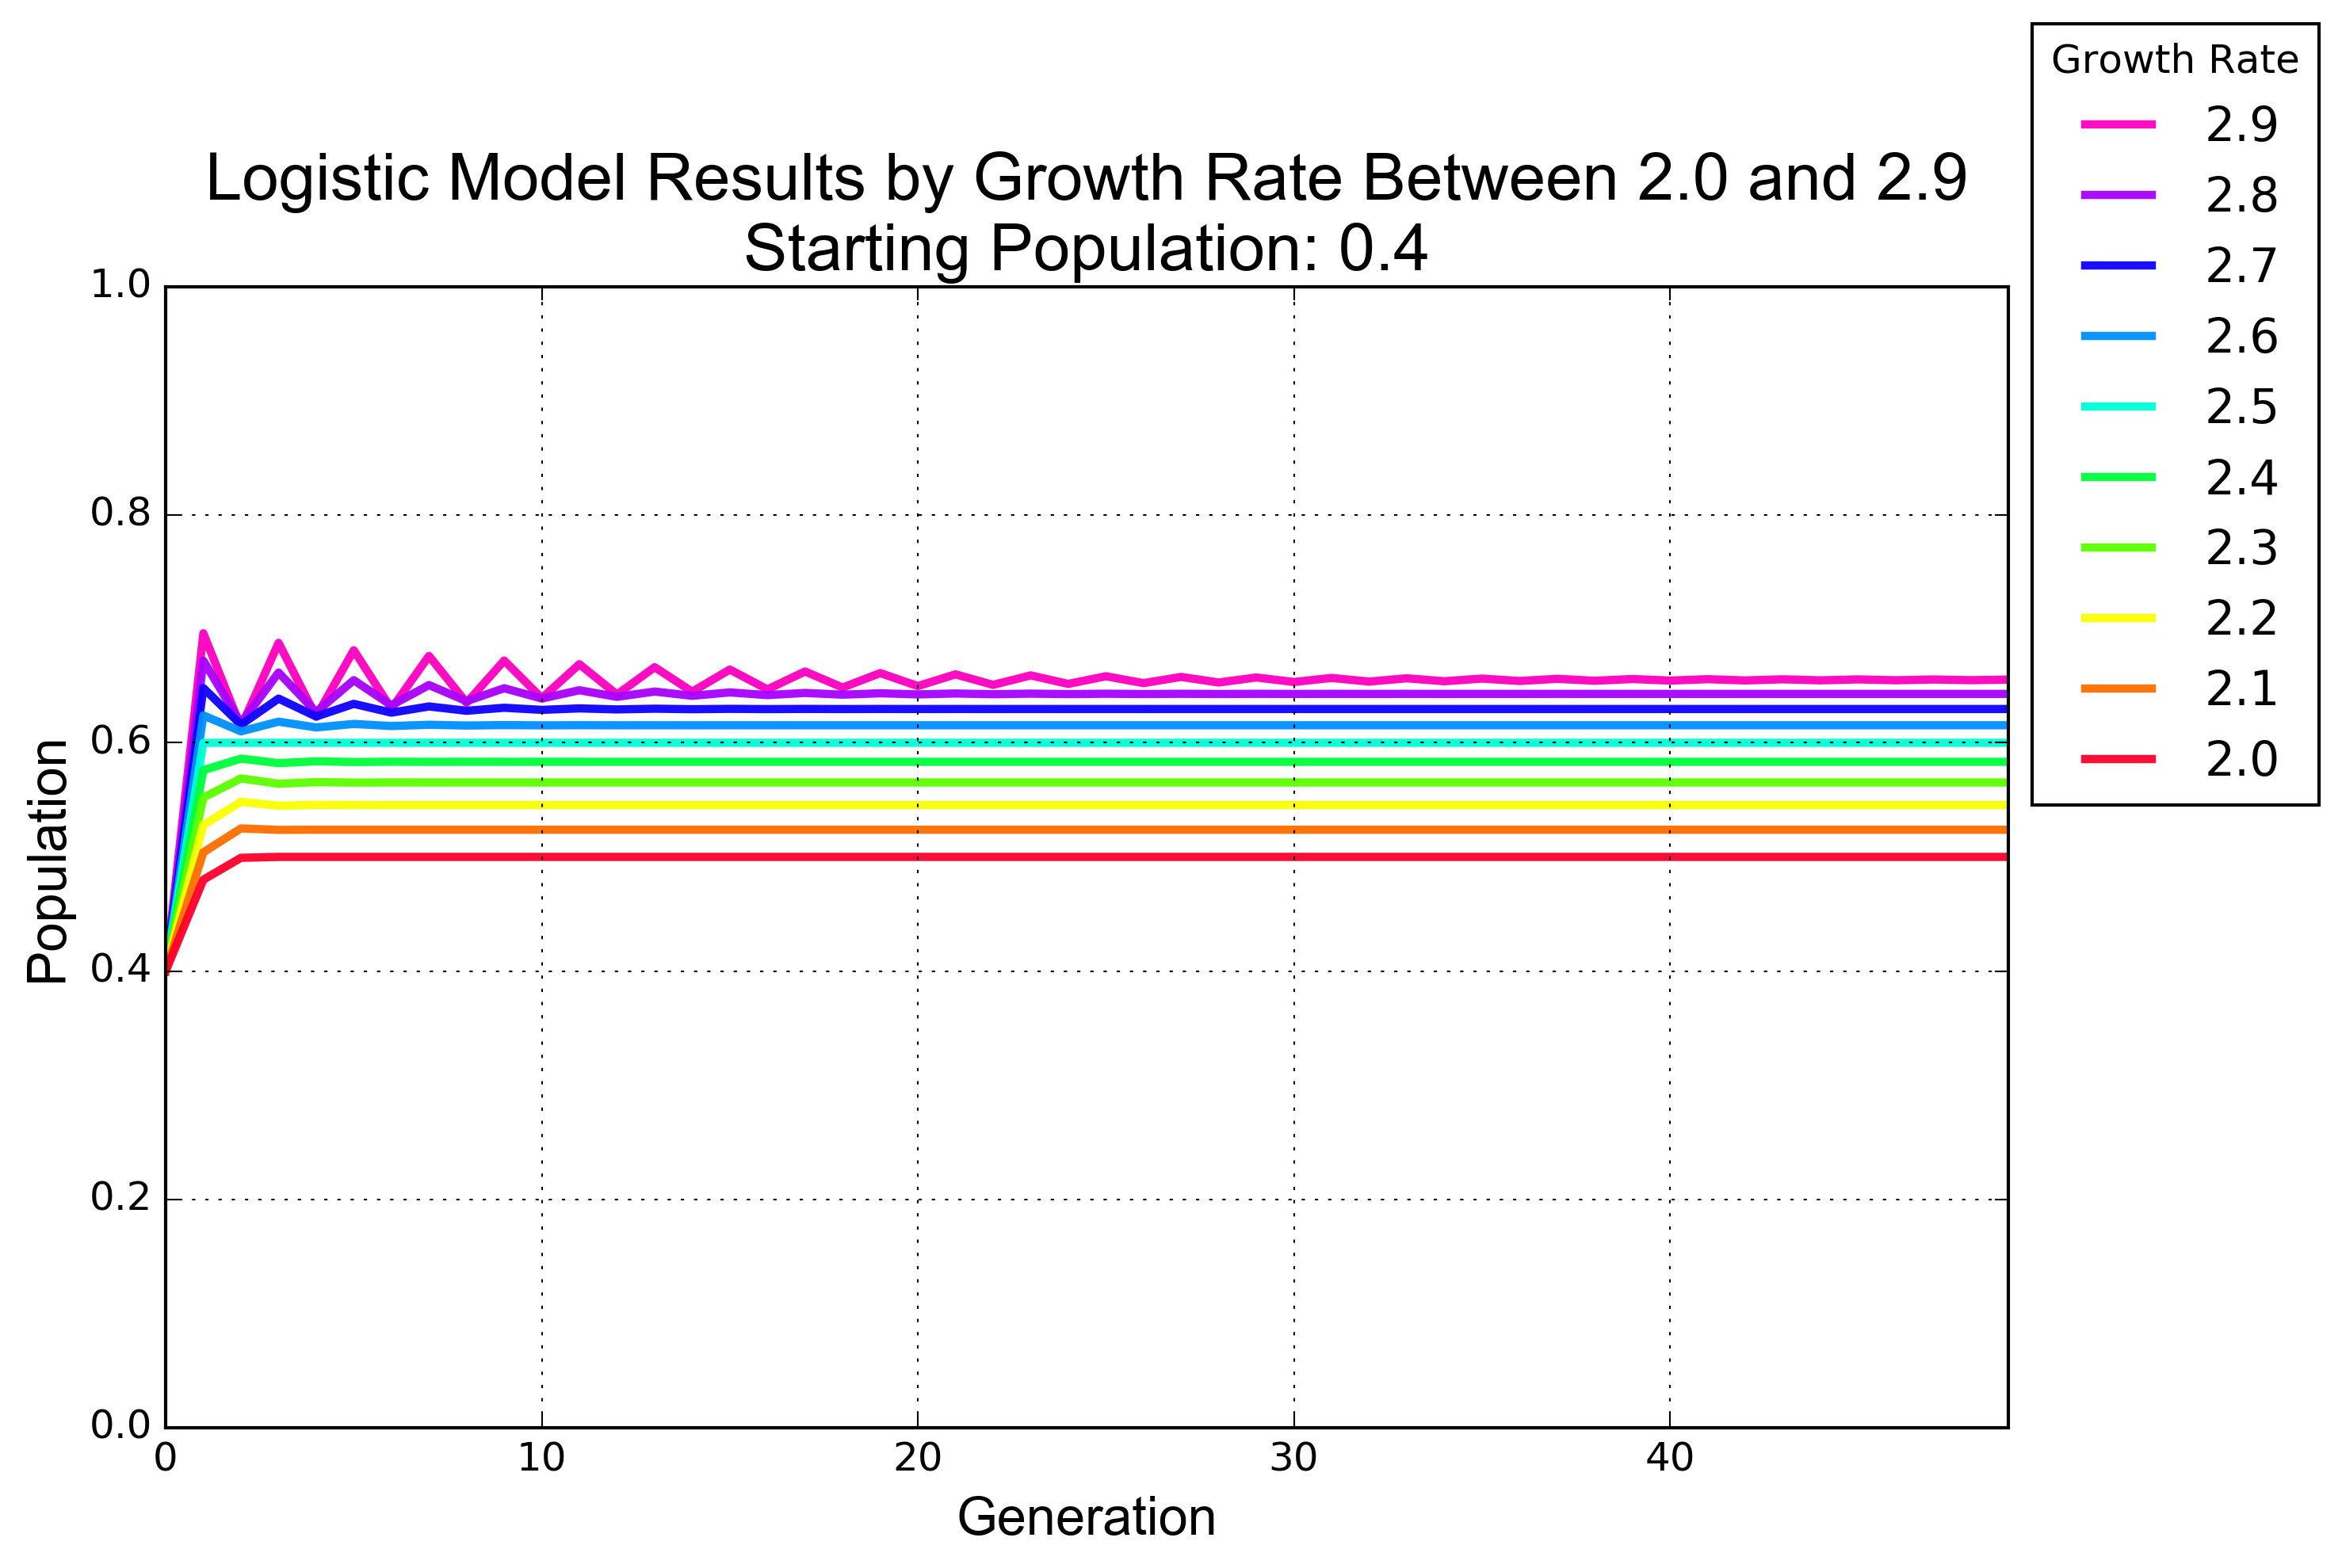 Growth Rate
2.9
2.8
2.7
2.6
2.5
2.4
2.3
2.2
2.1
2.0
Logistic Model Results by Growth Rate Between 2.0 and 2.9
Starting Population: 0.4
Population
1.0
0.8
0.6
0.4
0.2
0.0
0 10 20 30 40
Generation